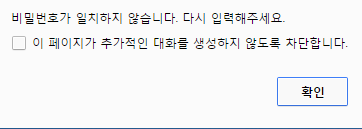 비밀번호가 일치하지 않습니다. 다시 입력해주세요.
이 페이지가 추가적인 대화를 생성하지 않도록 차단합니다.
확인